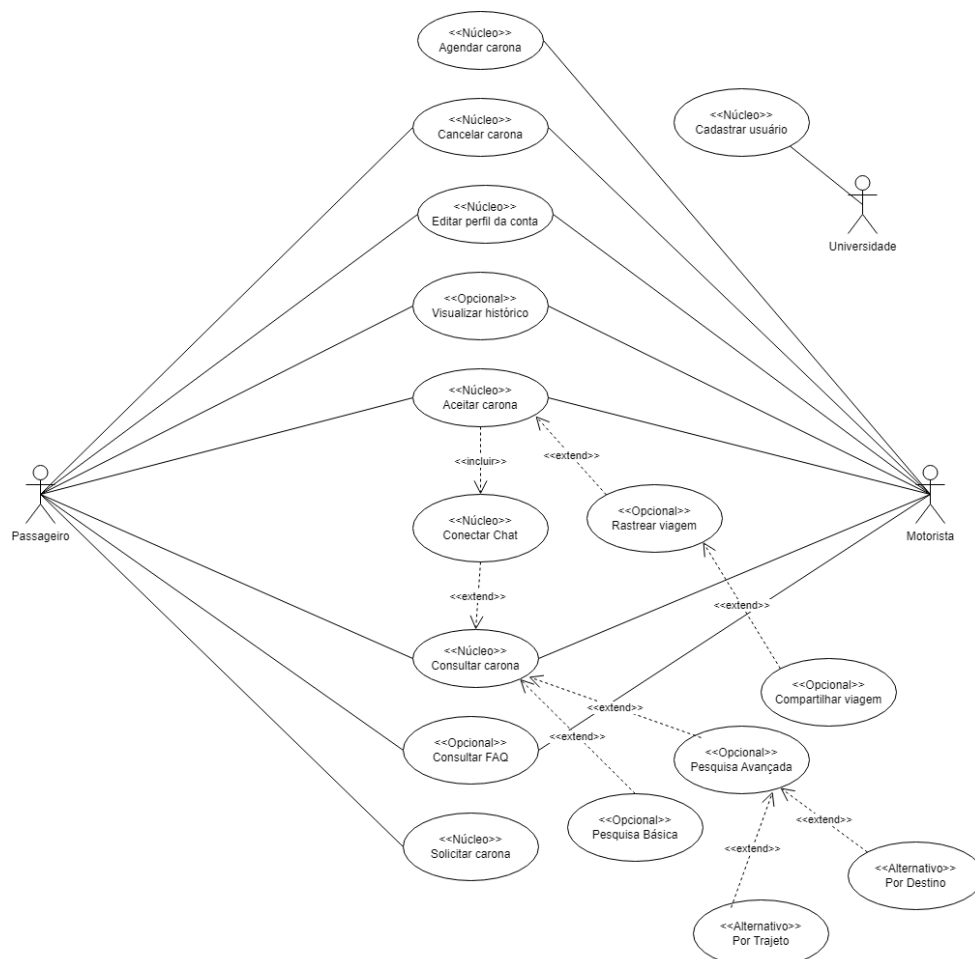 <<Núcleo>>
Agendar carona
<<Núcleo>>
Cadastrar usuário
<<Núcleo>>
Cancelar carona
<<Núcleo>>
Editar perfil da conta
Universidade
<<Opcional>>
Visualizar histórico
<<Núcleo>>
Aceitar carona
<<incluir>>
<<extend>>
Passageiro
Motorista
<<Núcleo>>
Conectar Chat
<<Opcional>>
Rastrear viagem
<<extend>>
<<extend>>
<<Núcleo>>
Consultar carona
<<Opcional>>
Compartilhar viagem
<<extend>>
<<extend>>
<<Opcional>>
Consultar FAQ
<<Opcional>>
Pesquisa Avançada
<<Opcional>>
Pesquisa Básica
<<extend>>
<<extend>>
<<Núcleo>>
Solicitar carona
<<Alternativo>>
Por Destino
<<Alternativo>>
Por Trajeto